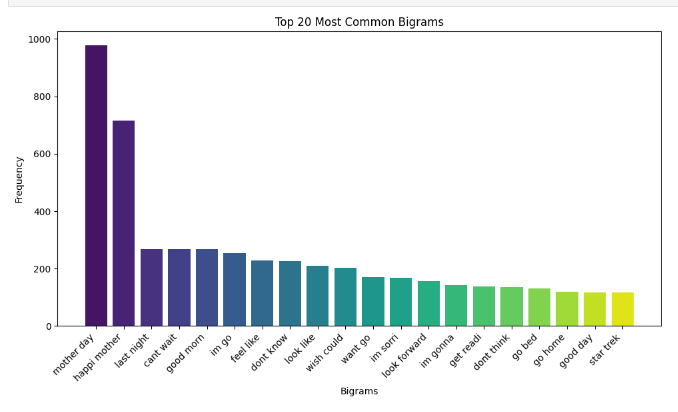 Top 20 Most Common Bigrams
Frequency
1000
800
600
400
200
0
mother day
happi mother
last night
cant wait
good morn
im go
feel like
dont know
look like
wish could
want go
im sorri
look forward
im gonna
get readi
dont think
go bed
go home
good day
star trek
Bigrams